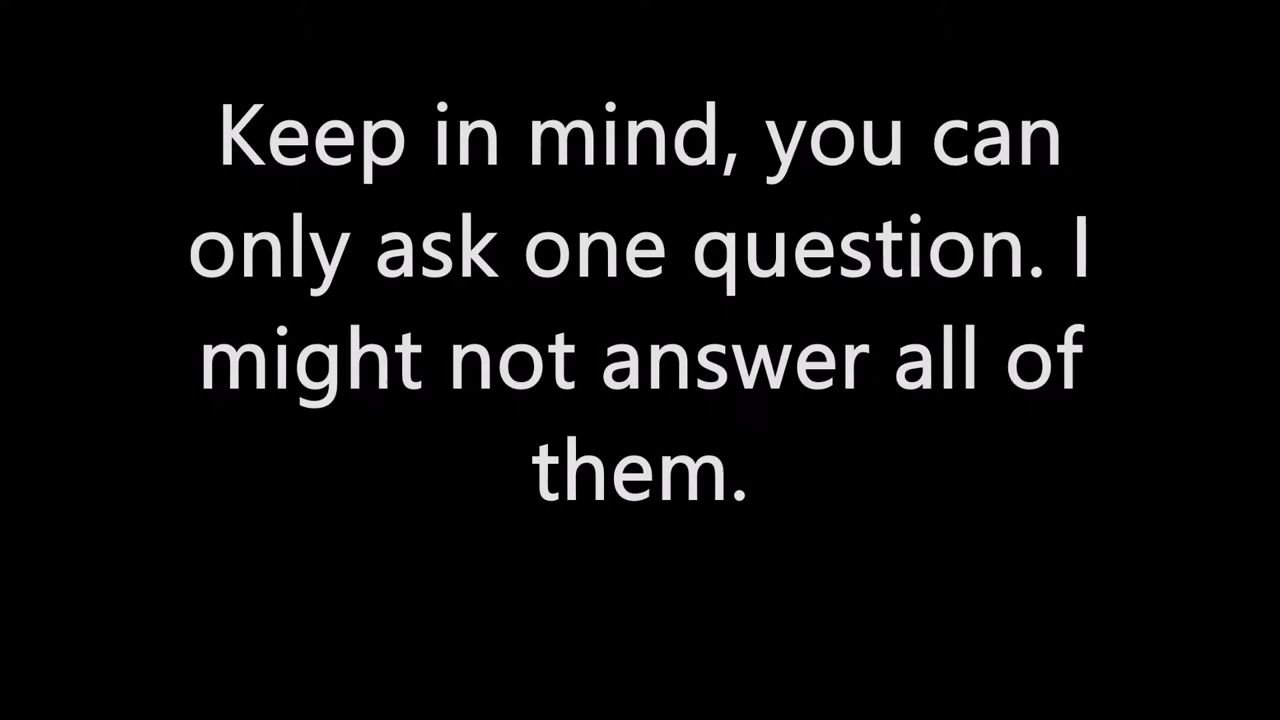 Keep in mind, you can
only ask one question. I
might not answer all of
them.